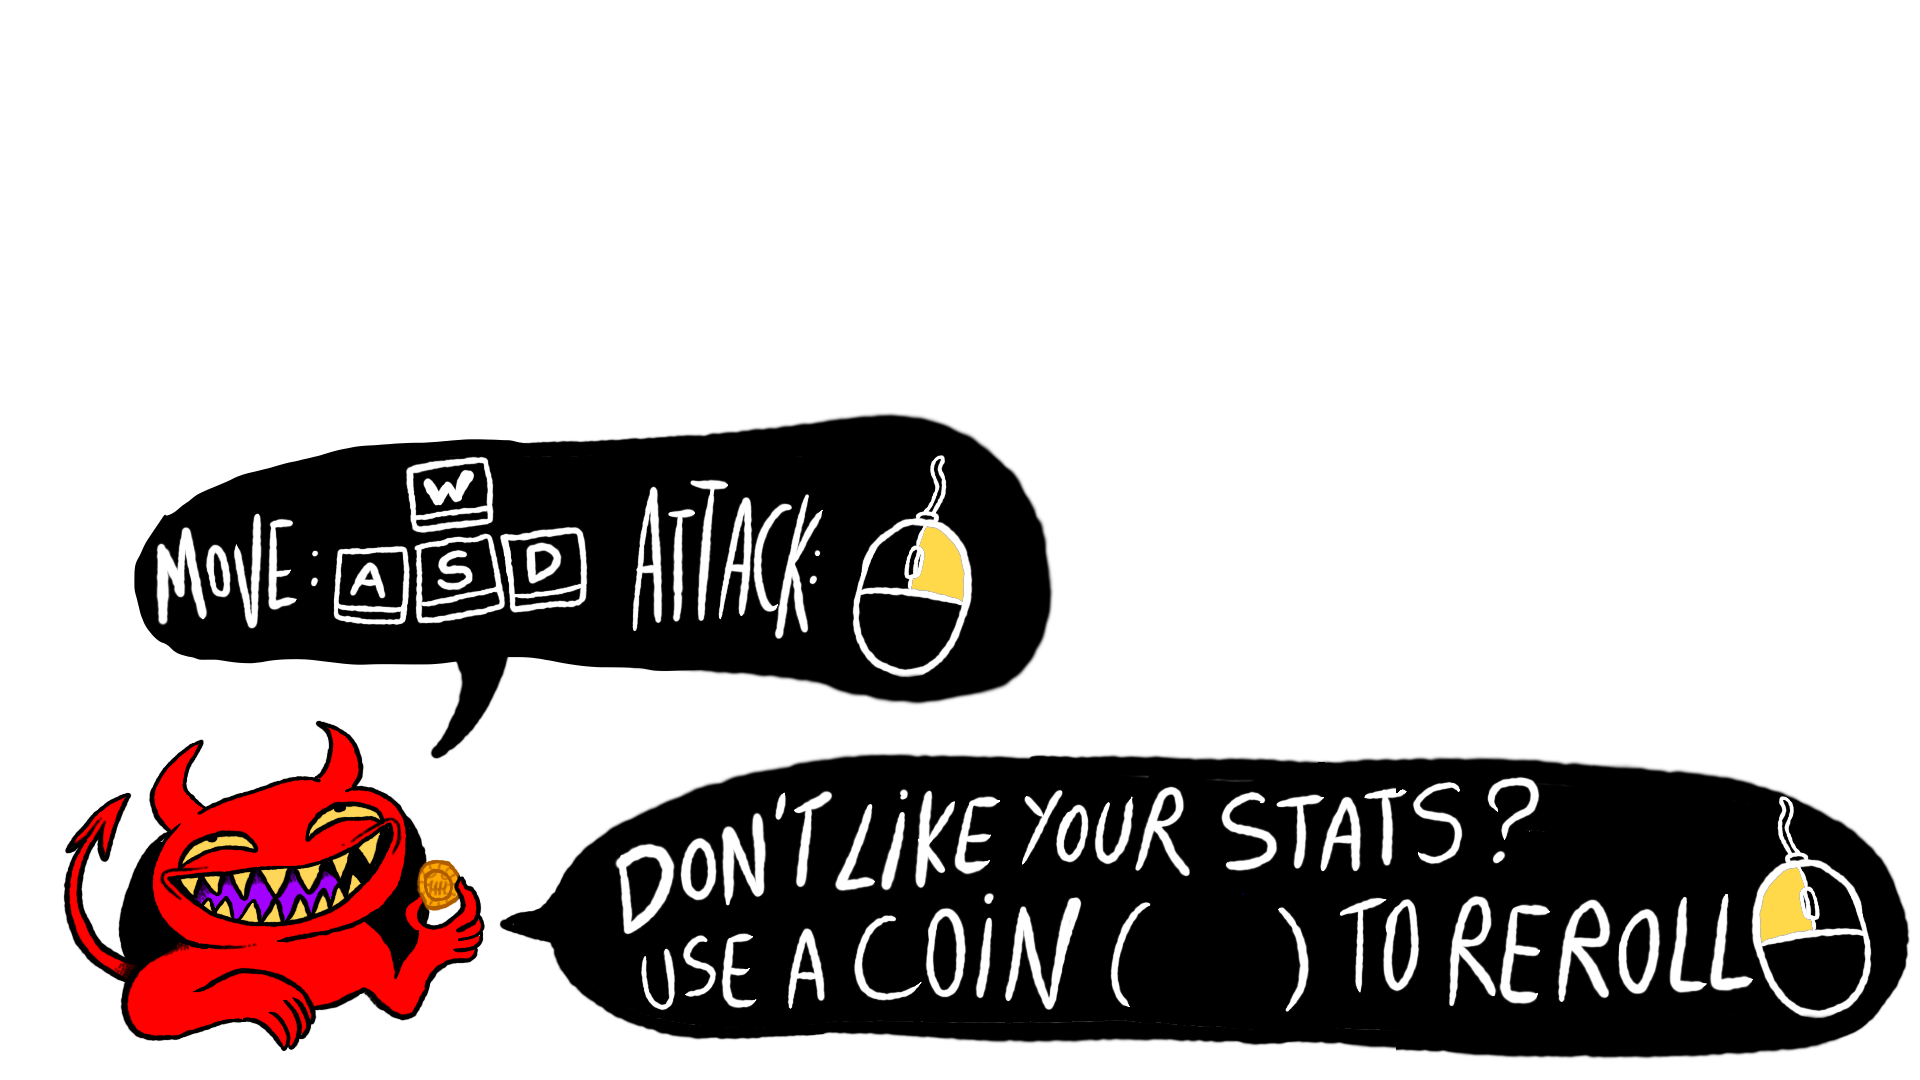 W
MOVE: A S D ATTACK:
DON'T LiKE YOUR STATS?
USE A COiN ( ) TO REROLL